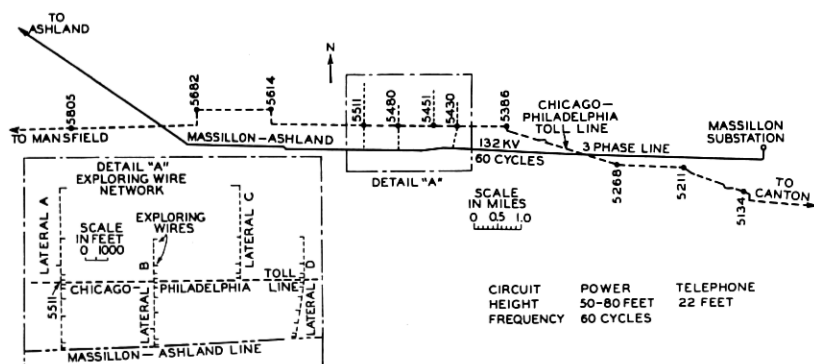 TO
ASHLAND
N
5805
5682
5614
5511
5480
5451
5430
5386
CHICAGO-
PHILADELPHIA
TOLL LINE
MASSILLON
SUBSTATION
TO MANSFIELD
MASSILLON-ASHLAND
132 KV
60 CYCLES
3 PHASE LINE
DETAIL "A"
5268
5211
5134
TO
CANTON
SCALE
IN MILES
0 0.5 1.0
DETAIL "A"
EXPLORING WIRE
NETWORK
LATERAL A
SCALE
IN FEET
0 1000
EXPLORING
WIRES
LATERAL C
5511
CHICAGO-
LATERAL B
PHILADELPHIA
TOLL
LINE
LATERAL D
MASSILLON-ASHLAND LINE
CIRCUIT POWER TELEPHONE
HEIGHT 50-80 FEET 22 FEET
FREQUENCY 60 CYCLES